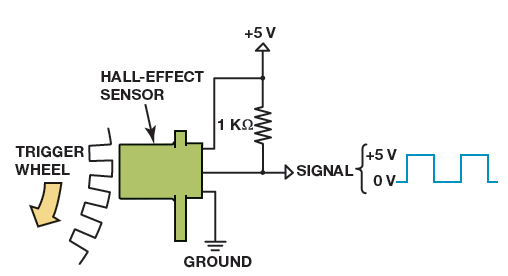 +5 V
HALL-EFFECT
SENSOR
1 KΩ
TRIGGER
WHEEL
SIGNAL
+5 V
0 V
GROUND